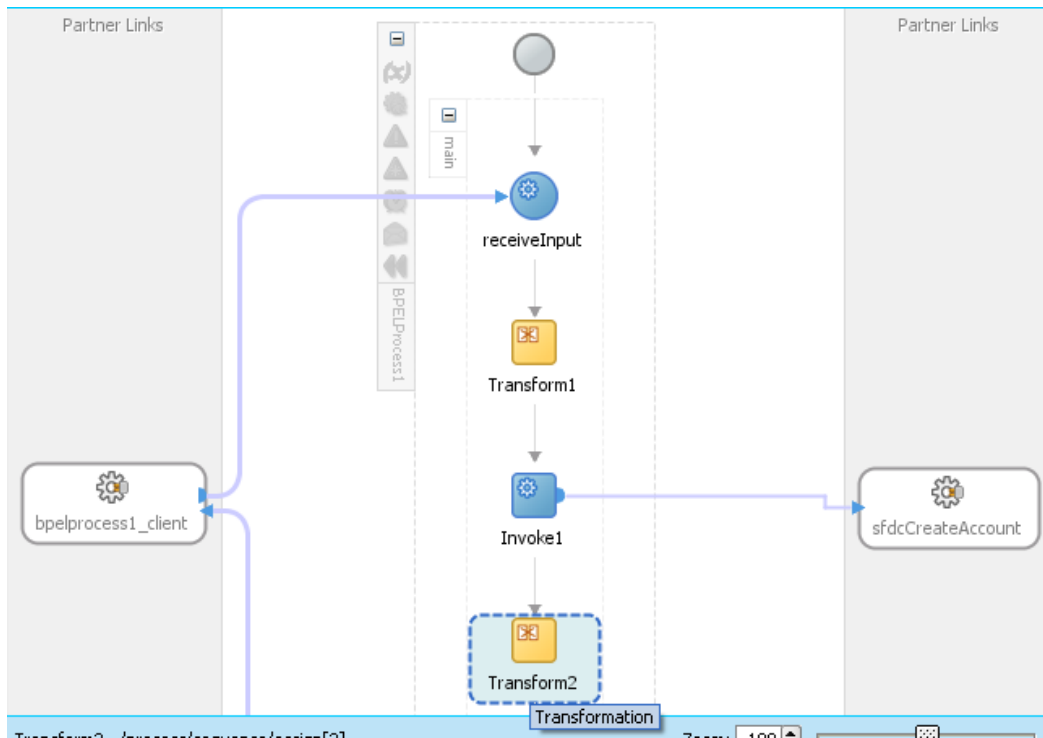 Partner Links
Partner Links
main
receiveInput
BPELProcess1
Transform1
bpelprocess1_client
sfdcCreateAccount
Invoke1
Transform2
Transformation